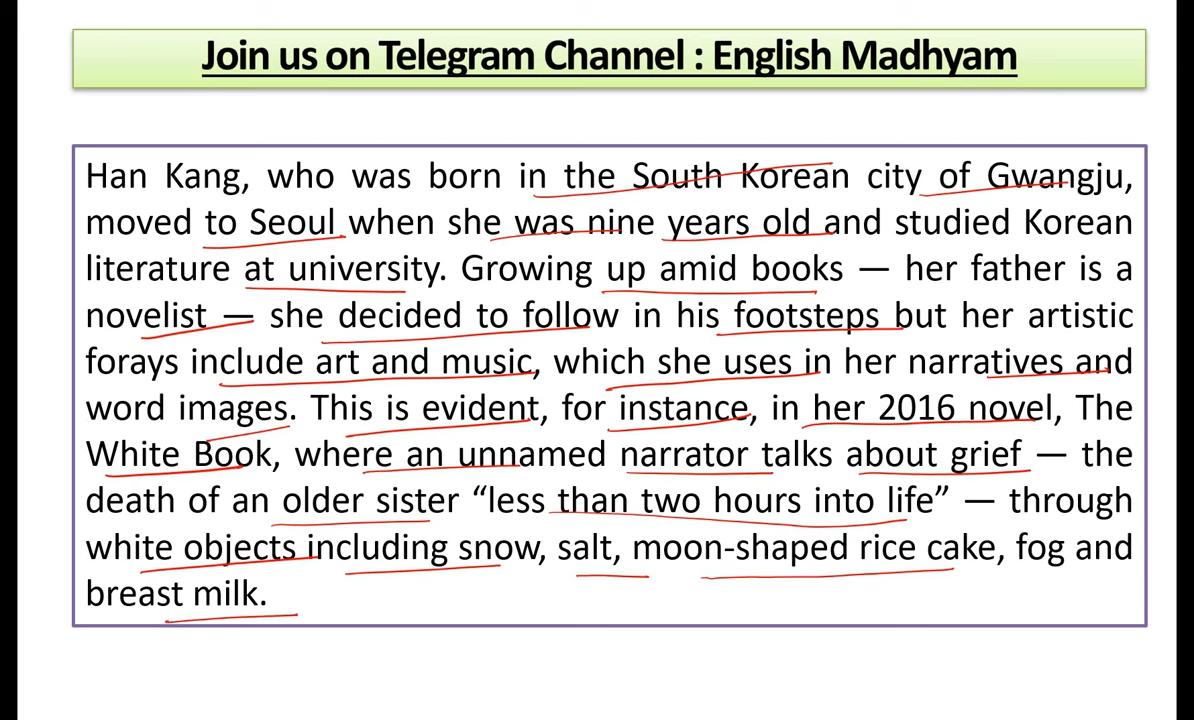 Join us on Telegram Channel : English Madhyam
Han Kang, who was born in the South Korean city of Gwangju,
moved to Seoul when she was nine years old and studied Korean
literature at university. Growing up amid books — her father is a
novelist — she decided to follow in his footsteps but her artistic
forays include art and music, which she uses in her narratives and
word images. This is evident, for instance, in her 2016 novel, The
White Book, where an unnamed narrator talks about grief — the
death of an older sister “less than two hours into life” — through
white objects including snow, salt, moon-shaped rice cake, fog and
breast milk.